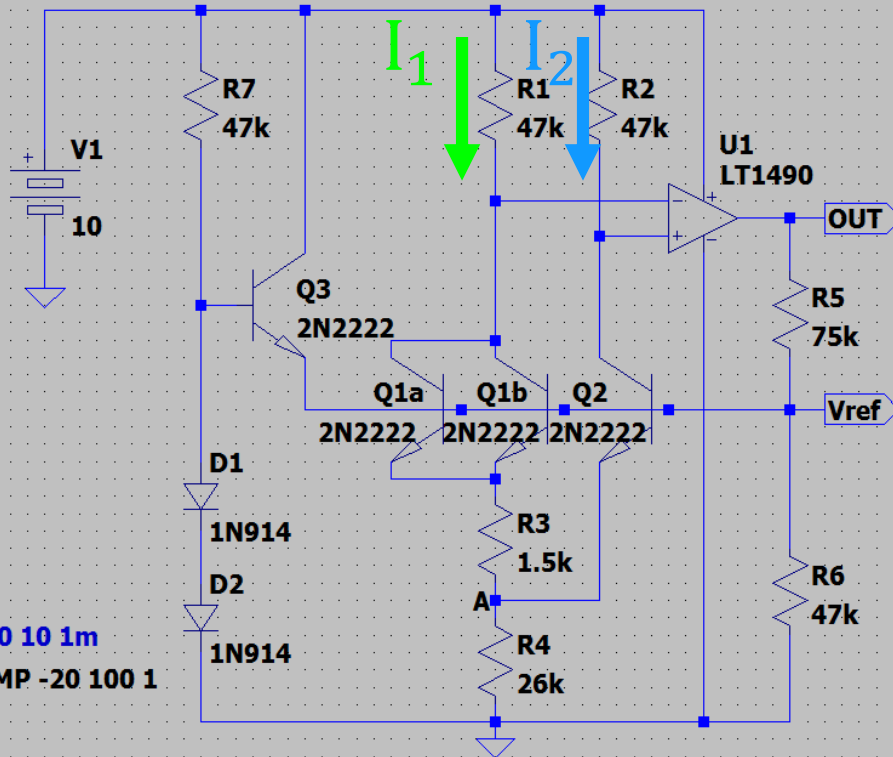 I1
I2
R7
47k
R1
47k
R2
47k
+
V1
10
U1
LT1490
−
+
+
−
OUT
Q3
2N2222
R5
75k
Q1a
2N2222
Q1b
2N2222
Q2
2N2222
Vref
D1
1N914
R3
1.5k
D2
1N914
A
R6
47k
0 10 1m
MP -20 100 1
R4
26k